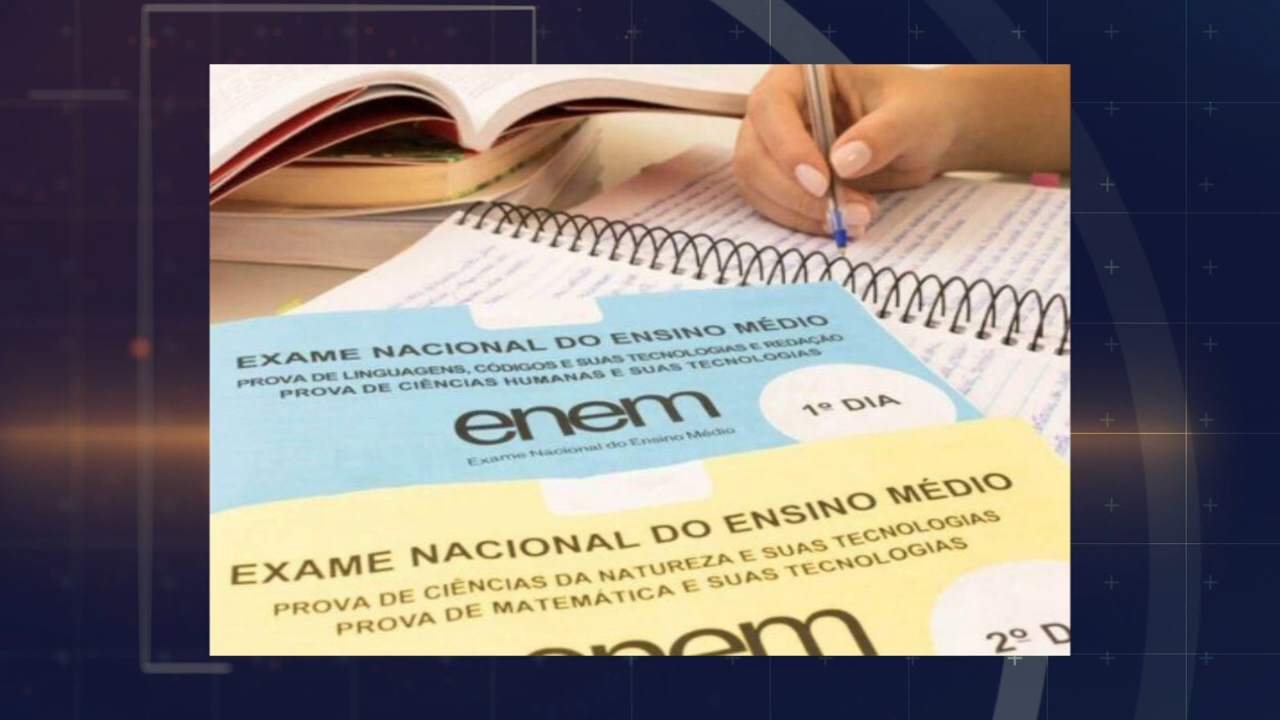 EXAME NACIONAL DO ENSINO MÉDIO
PROVA DE LINGUAGENS, CÓDIGOS E SUAS TECNOLOGIAS E REDAÇÃO
PROVA DE CIÊNCIAS HUMANAS E SUAS TECNOLOGIAS
enem
Exame Nacional do Ensino Médio
1º DIA
EXAME NACIONAL DO ENSINO MÉDIO
PROVA DE CIÊNCIAS DA NATUREZA E SUAS TECNOLOGIAS
PROVA DE MATEMÁTICA E SUAS TECNOLOGIAS
enem
2º D